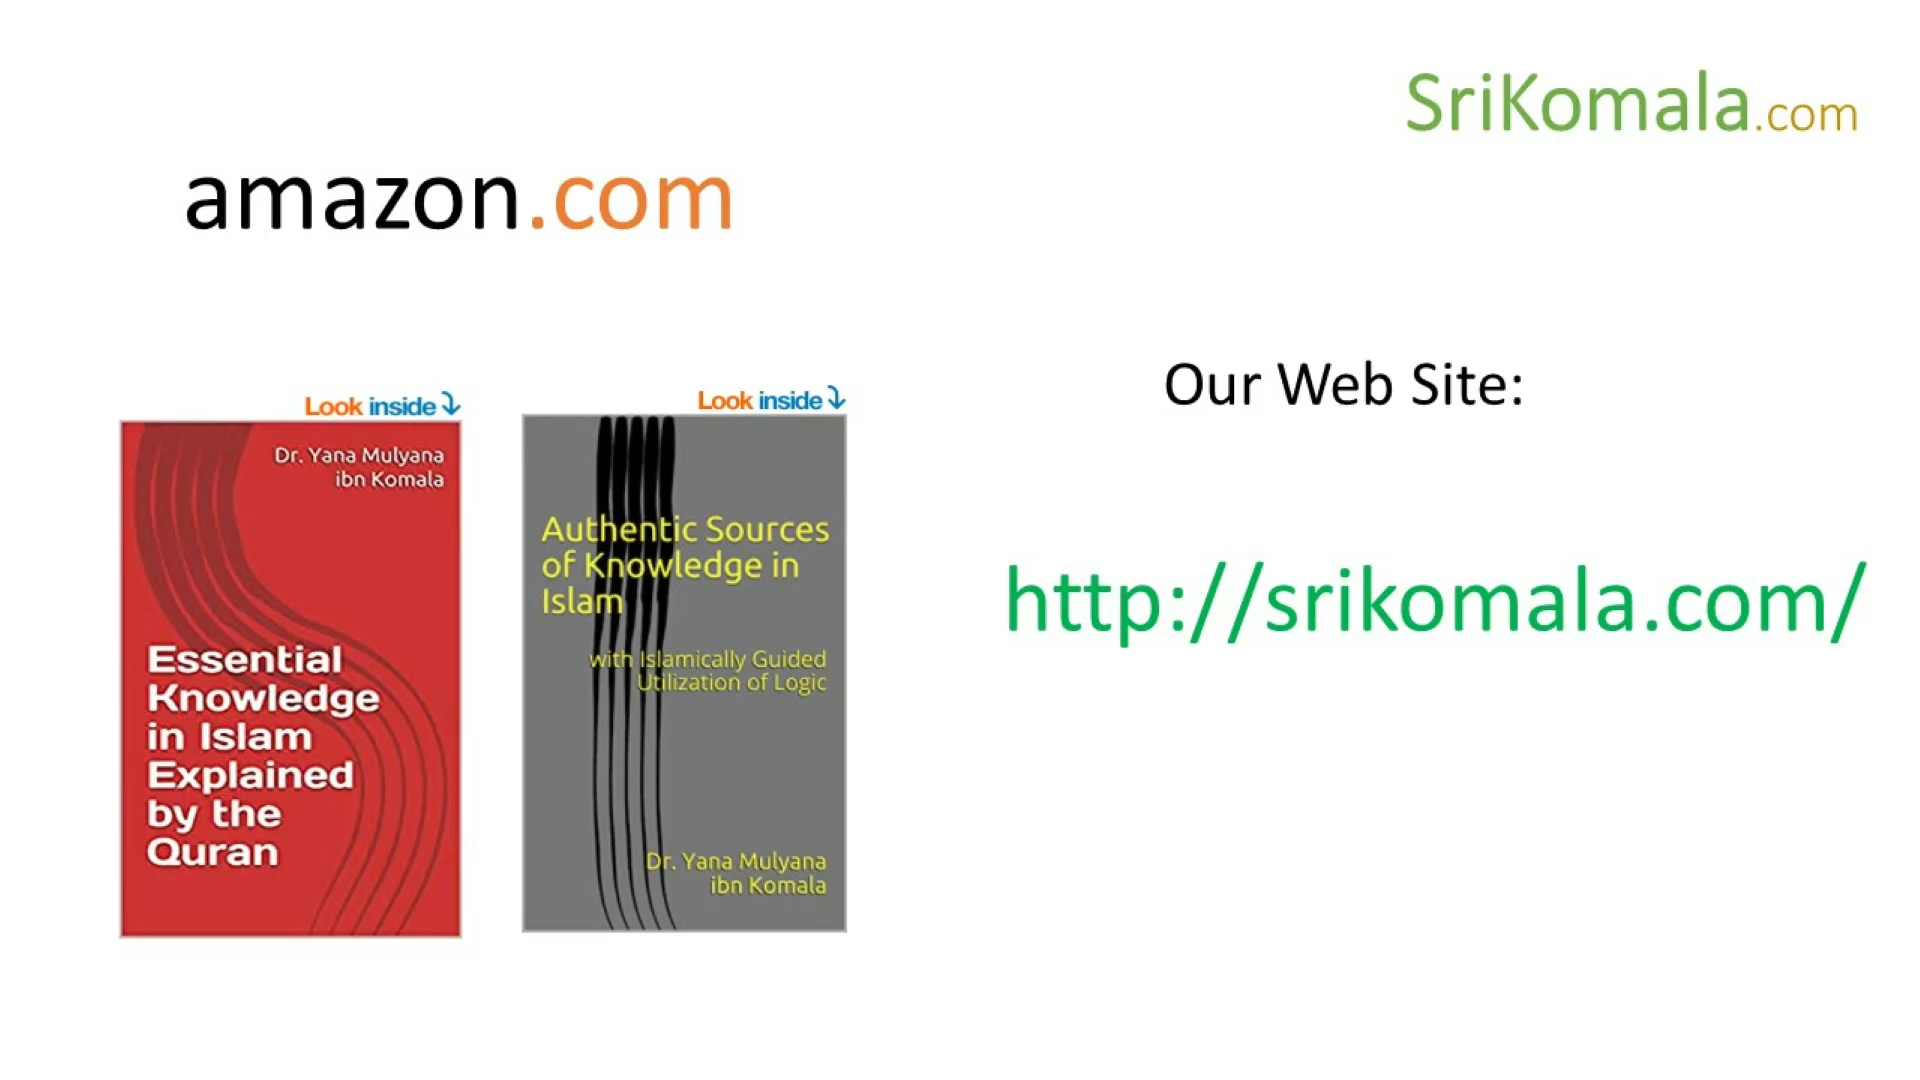 SriKomala.com
amazon.com
Look inside
Dr. Yana Mulyana
ibn Komala
Essential
Knowledge
in Islam
Explained
by the
Quran
Look inside
Authentic Sources
of Knowledge in
Islam
with Islamically Guided
Utilization of Logic
Dr. Yana Mulyana
ibn Komala
Our Web Site:
http://srikomala.com/